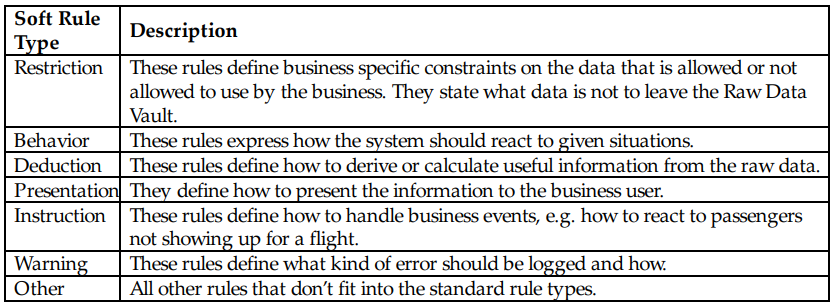 Soft Rule
Type
Description
Restriction
These rules define business specific constraints on the data that is allowed or not
allowed to use by the business. They state what data is not to leave the Raw Data
Vault.
Behavior
These rules express how the system should react to given situations.
Deduction
These rules define how to derive or calculate useful information from the raw data.
Presentation
They define how to present the information to the business user.
Instruction
These rules define how to handle business events, e.g. how to react to passengers
not showing up for a flight.
Warning
These rules define what kind of error should be logged and how.
Other
All other rules that don't fit into the standard rule types.